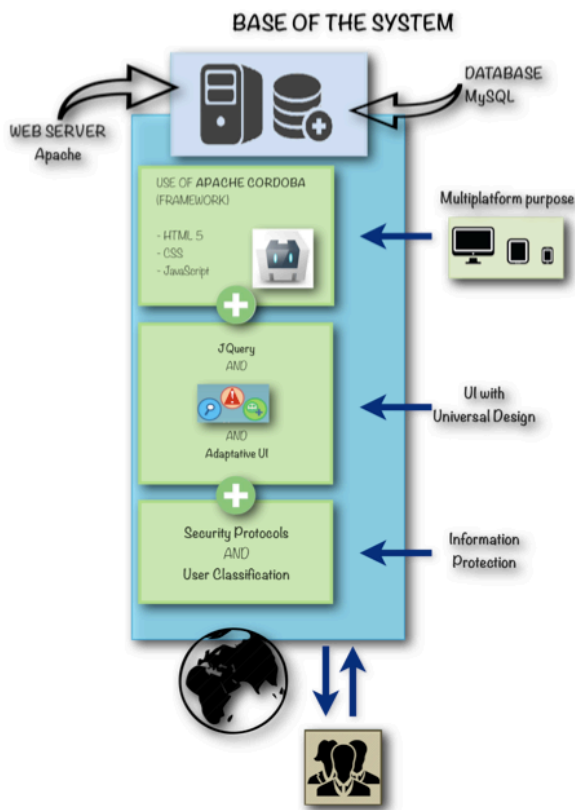 BASE OF THE SYSTEM
DATABASE
MySQL
WEB SERVER
Apache
USE OF APACHE CORDOBA
(FRAMEWORK)
- HTML 5
- CSS
- JavaScript
Multiplatform purpose
JQuery
AND
AND
Adaptative UI
UI with
Universal Design
Security Protocols
AND
User Classification
Information
Protection